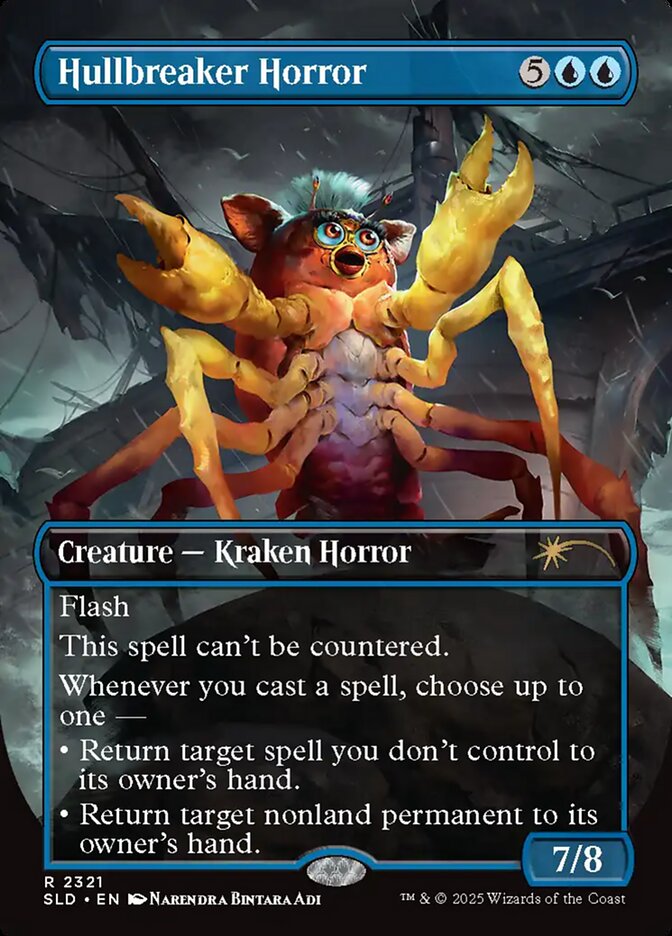 Hullbreaker Horror 5
Creature — Kraken Horror
Flash
This spell can't be countered.
Whenever you cast a spell, choose up to
one —
• Return target spell you don't control to
its owner's hand.
• Return target nonland permanent to its
owner's hand.
7/8
R 2321
SLD • EN Narendra Bintara Adi
™ & © 2025 Wizards of the Coast